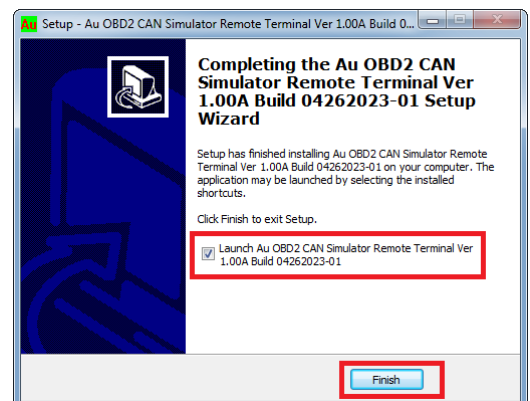 Au Setup - Au OBD2 CAN Simulator Remote Terminal Ver 1.00A Build 0...
Completing the Au OBD2 CAN
Simulator Remote Terminal Ver
1.00A Build 04262023-01 Setup
Wizard
Setup has finished installing Au OBD2 CAN Simulator Remote
Terminal Ver 1.00A Build 04262023-01 on your computer. The
application may be launched by selecting the installed
shortcuts.
Click Finish to exit Setup.
Launch Au OBD2 CAN Simulator Remote Terminal Ver
1.00A Build 04262023-01
Finish